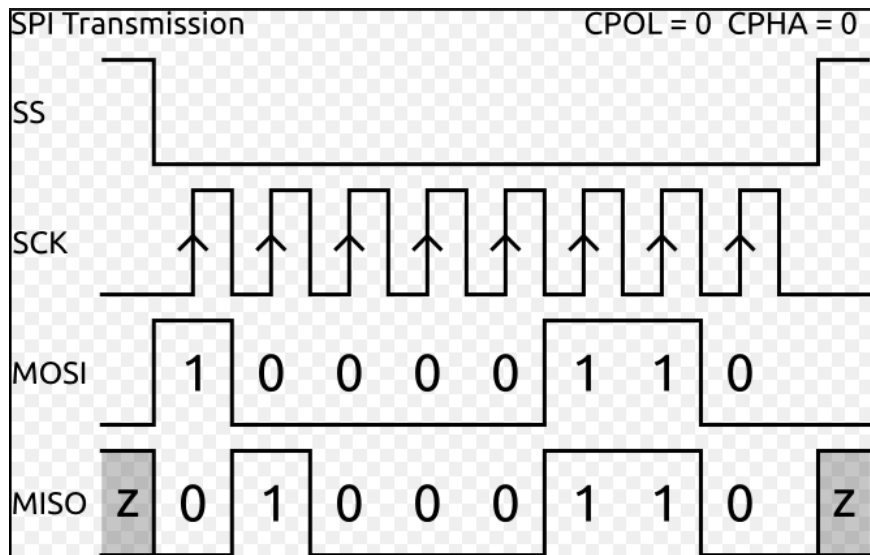 SPI Transmission CPOL = 0 CPHA = 0
SS
SCK
MOSI 1 0 0 0 0 1 1 0
MISO Z 0 1 0 0 0 1 1 0 Z